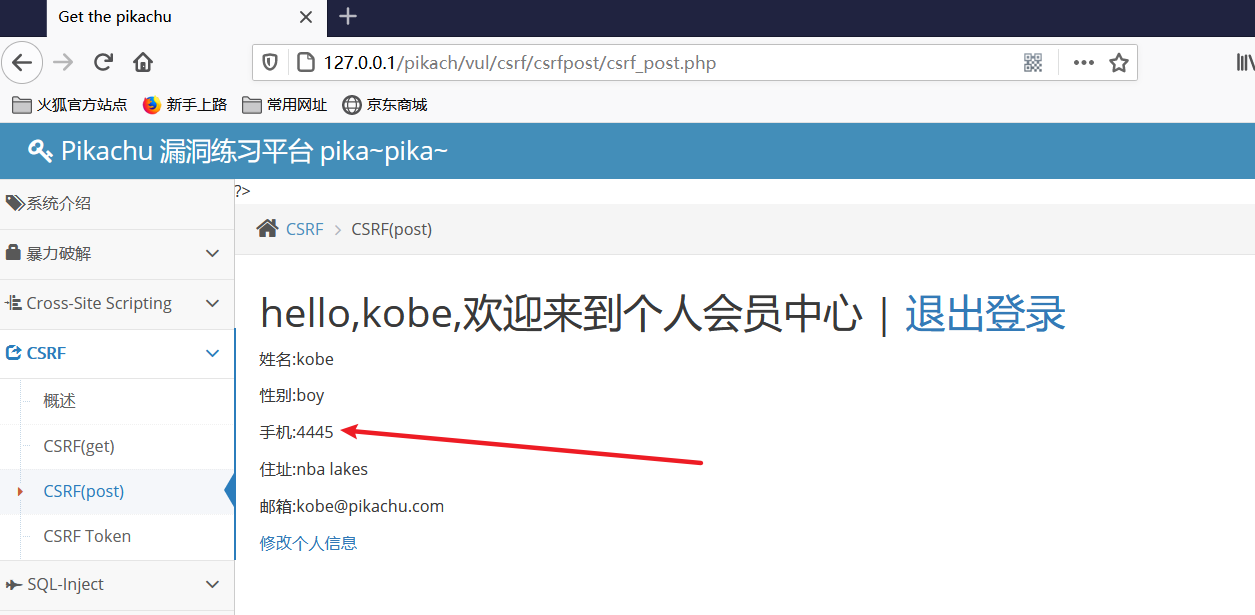 Get the pikachu
127.0.0.1/pikach/vul/csrf/csrfpost/csrf_post.php
火狐官方站点 新手上路 常用网址 京东商城
Pikachu 漏洞练习平台 pika~pika~
系统介绍
暴力破解
Cross-Site Scripting
CSRF
概述
CSRF(get)
CSRF(post)
CSRF Token
SQL-Inject
?>
CSRF > CSRF(post)
hello,kobe,欢迎来到个人会员中心 | 退出登录
姓名:kobe
性别:boy
手机:4445
住址:nba lakes
邮箱:kobe@pikachu.com
修改个人信息